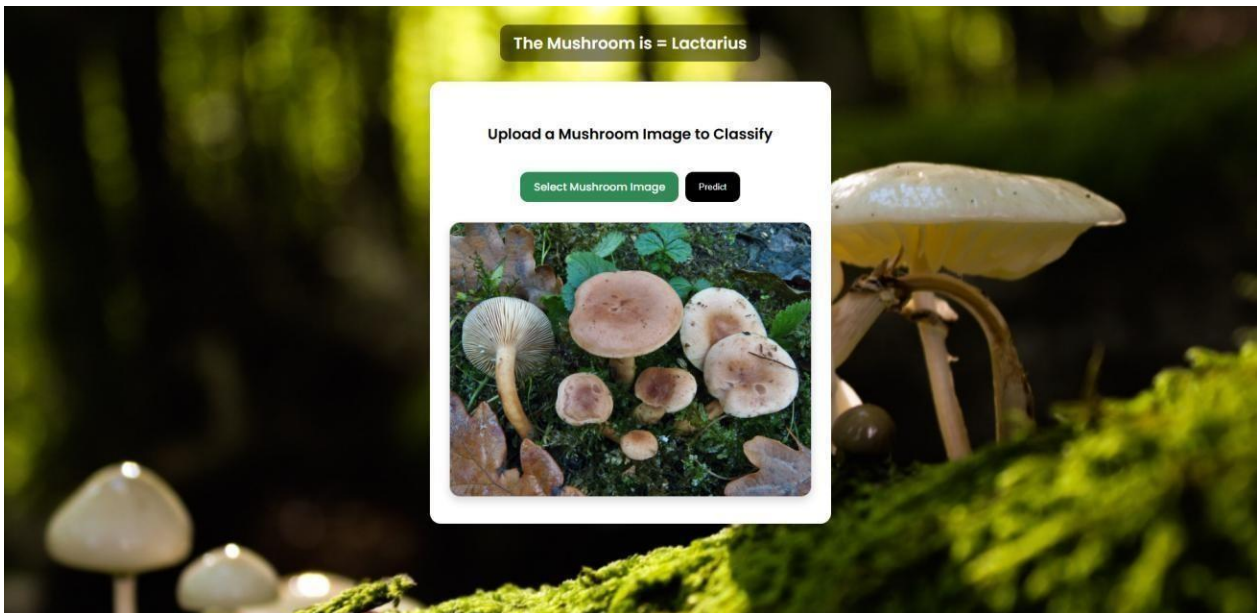 The Mushroom is = Lactarius
Upload a Mushroom Image to Classify
Select Mushroom Image
Predict